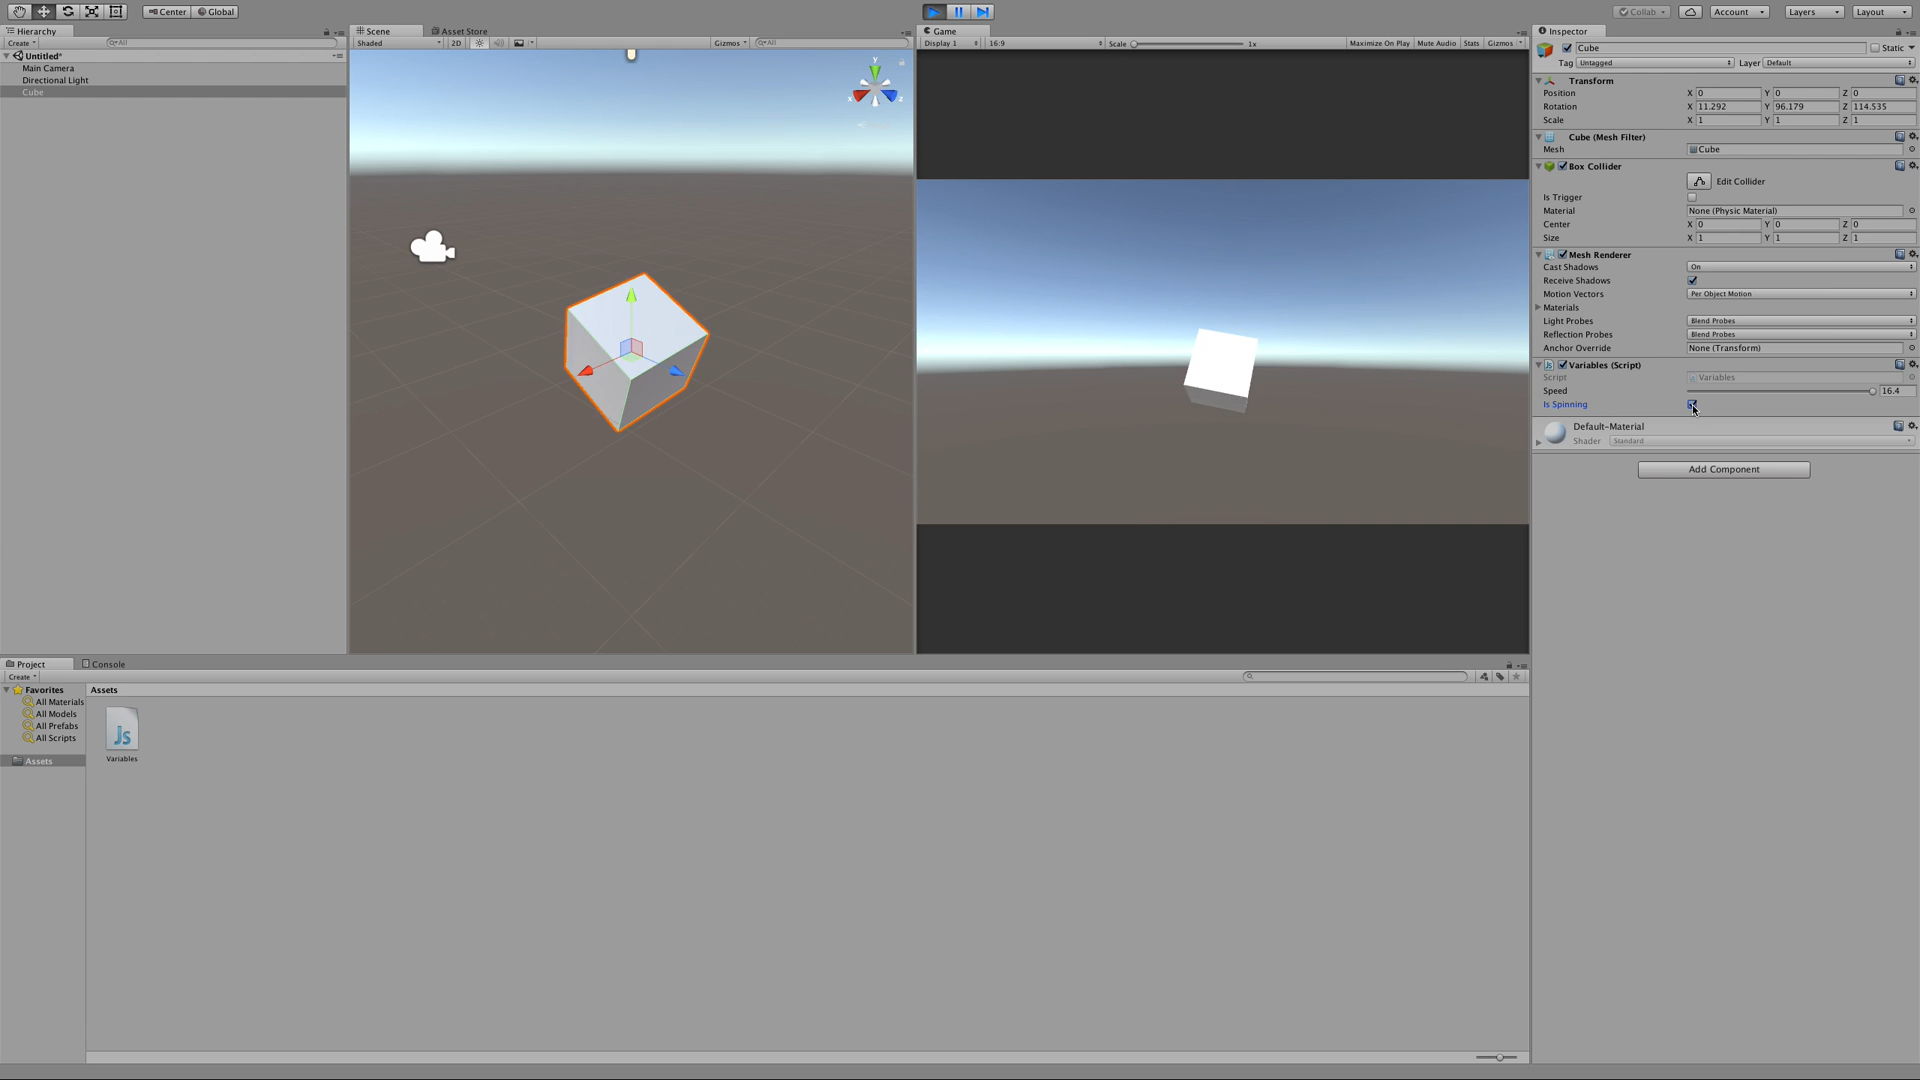 Center Global
Collab Account Layers Layout
Hierarchy
Create All
Untitled*
Main Camera
Directional Light
Cube
Scene Asset Store
Shaded 2D Gizmos All
y
x z
Game
Display 1 16:9 Scale 1x Maximize On Play Mute Audio Stats Gizmos
Inspector
Cube Static
Tag Untagged Layer Default
Transform
Position X 0 Y 0 Z 0
Rotation X 11.292 Y 96.179 Z 114.535
Scale X 1 Y 1 Z 1
Cube (Mesh Filter)
Mesh Cube
Box Collider
Edit Collider
Is Trigger
Material None (Physic Material)
Center X 0 Y 0 Z 0
Size X 1 Y 1 Z 1
Mesh Renderer
Cast Shadows On
Receive Shadows
Motion Vectors Per Object Motion
Materials
Light Probes Blend Probes
Reflection Probes Blend Probes
Anchor Override None (Transform)
Variables (Script)
Script Variables
Speed 16.4
Is Spinning
Default-Material
Shader Standard
Add Component
Project Console
Create
Favorites
All Materials
All Models
All Prefabs
All Scripts
Assets
Assets
Js
Variables